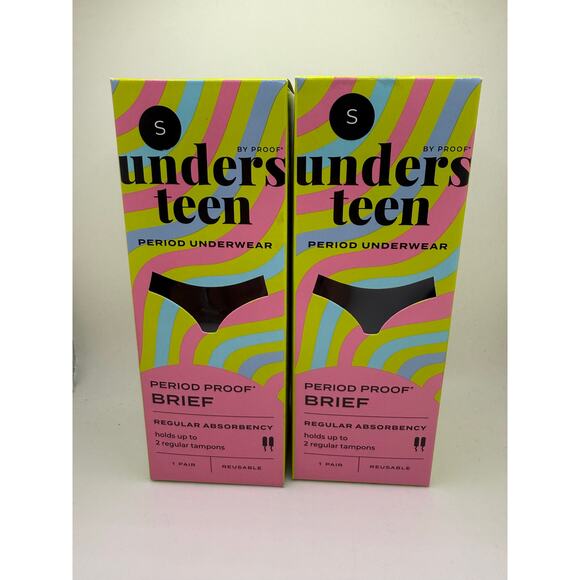 S
BY PROOF*
unders
teen
PERIOD UNDERWEAR
PERIOD PROOF*
BRIEF
REGULAR ABSORBENCY
holds up to
2 regular tampons
1 PAIR
REUSABLE
S
BY PROOF*
unders
teen
PERIOD UNDERWEAR
PERIOD PROOF*
BRIEF
REGULAR ABSORBENCY
holds up to
2 regular tampons
1 PAIR
REUSABLE